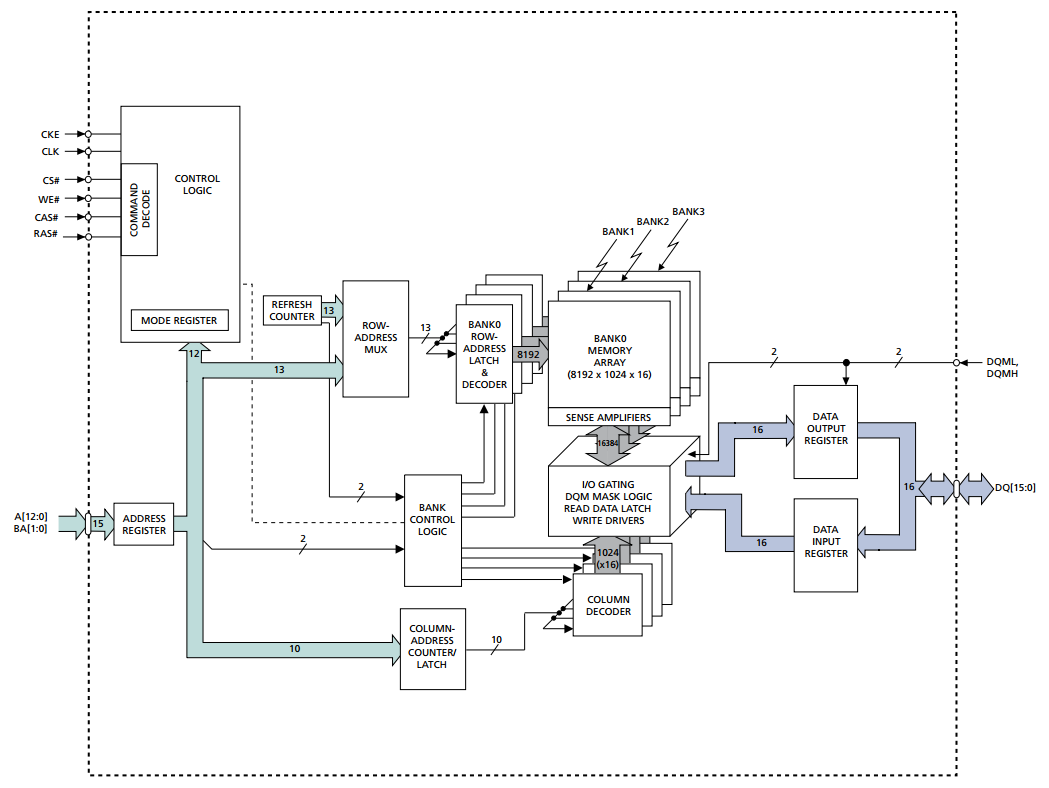 CKE
CLK
CS#
WE#
CAS#
RAS#
COMMAND
DECODE
CONTROL
LOGIC
MODE REGISTER
12
13
REFRESH
COUNTER
13
ROW-
ADDRESS
MUX
13
BANK0
ROW-
ADDRESS
LATCH
&
DECODER
8192
BANK1
BANK2
BANK3
BANK0
MEMORY
ARRAY
(8192 x 1024 x 16)
SENSE AMPLIFIERS
16384
I/O GATING
DQM MASK LOGIC
READ DATA LATCH
WRITE DRIVERS
1024
(x16)
COLUMN
DECODER
2
2
DQML,
DQMH
16
DATA
OUTPUT
REGISTER
16
DQ[15:0]
16
DATA
INPUT
REGISTER
A[12:0]
BA[1:0]
15
ADDRESS
REGISTER
2
2
BANK
CONTROL
LOGIC
10
COLUMN-
ADDRESS
COUNTER/
LATCH
10